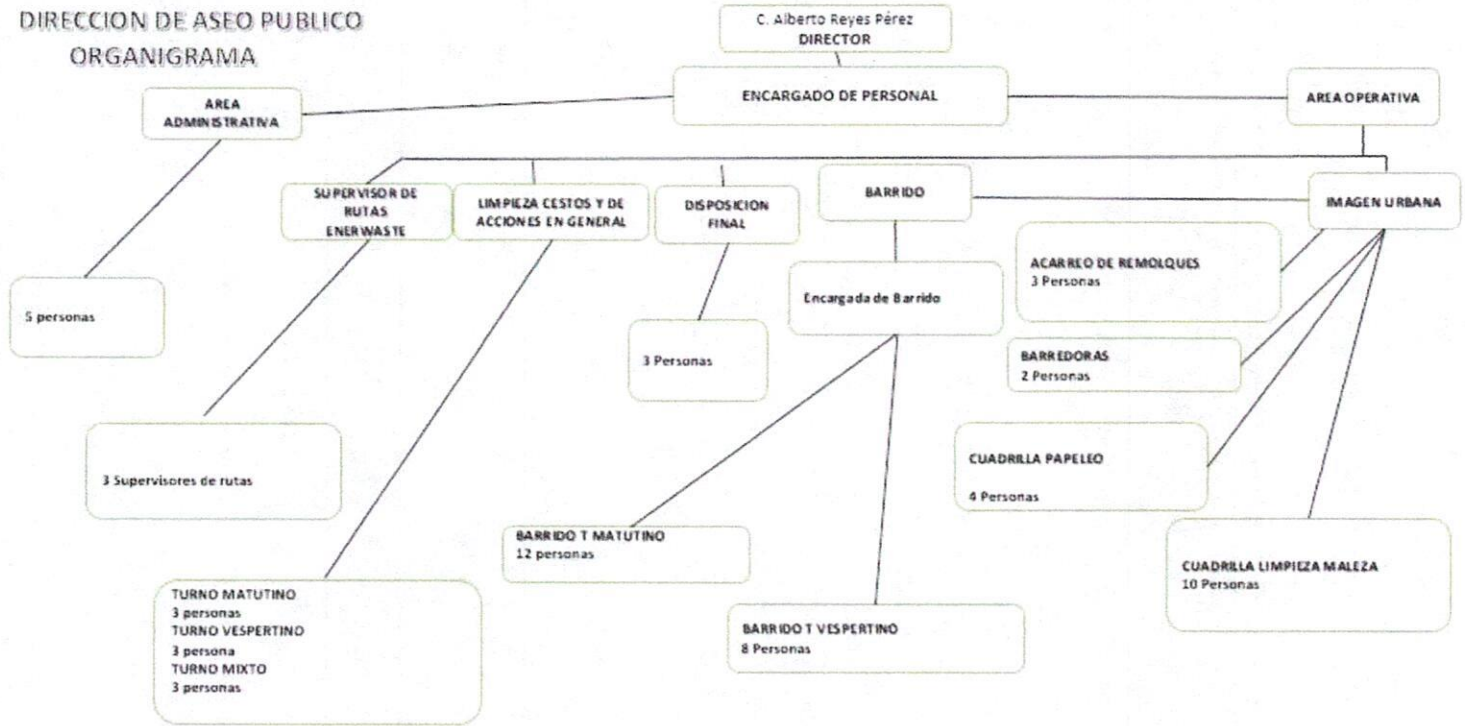 DIRECCION DE ASEO PUBLICO
ORGANIGRAMA
C. Alberto Reyes Pérez
DIRECTOR
ENCARGADO DE PERSONAL
AREA
ADMINISTRATIVA
AREA OPERATIVA
SUPERVISOR DE
RUTAS
ENERWASTE
LIMPIEZA CESTOS Y DE
ACCIONES EN GENERAL
DISPOSICION
FINAL
BARRIDO
IMAGEN URBANA
5 personas
3 Personas
Encargada de Barrido
ACARREO DE REMOLQUES
3 Personas
BARREDORAS
2 Personas
3 Supervisores de rutas
CUADRILLA PAPELEO
4 Personas
BARRIDO T MATUTINO
12 personas
CUADRILLA LIMPIEZA MALEZA
10 Personas
TURNO MATUTINO
3 personas
TURNO VESPERTINO
3 persona
TURNO MIXTO
3 personas
BARRIDO T VESPERTINO
8 Personas